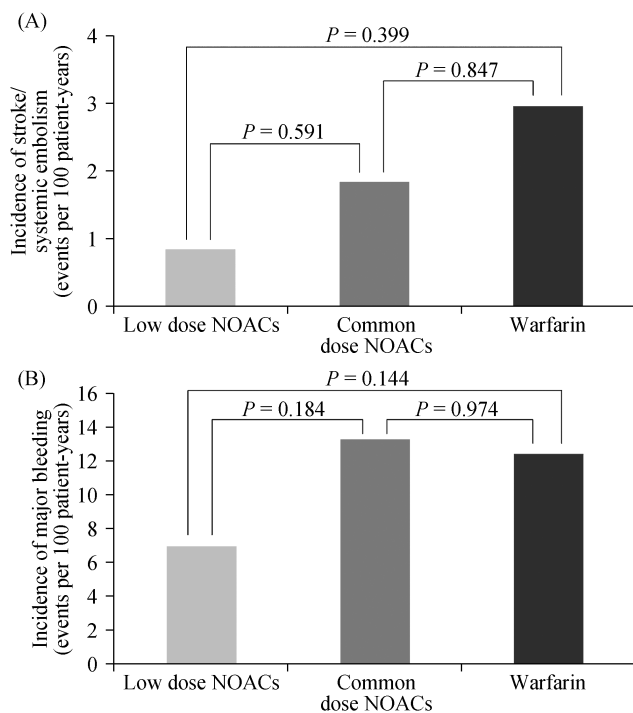 (A)
Incidence of stroke/
systemic embolism
(events per 100 patient-years)
4
3
2
1
0
P = 0.399
P = 0.847
P = 0.591
Low dose NOACs
Common
dose NOACs
Warfarin
(B)
Incidence of major bleeding
(events per 100 patient-years)
16
14
12
10
8
6
4
2
0
P = 0.144
P = 0.184
P = 0.974
Low dose NOACs
Common
dose NOACs
Warfarin